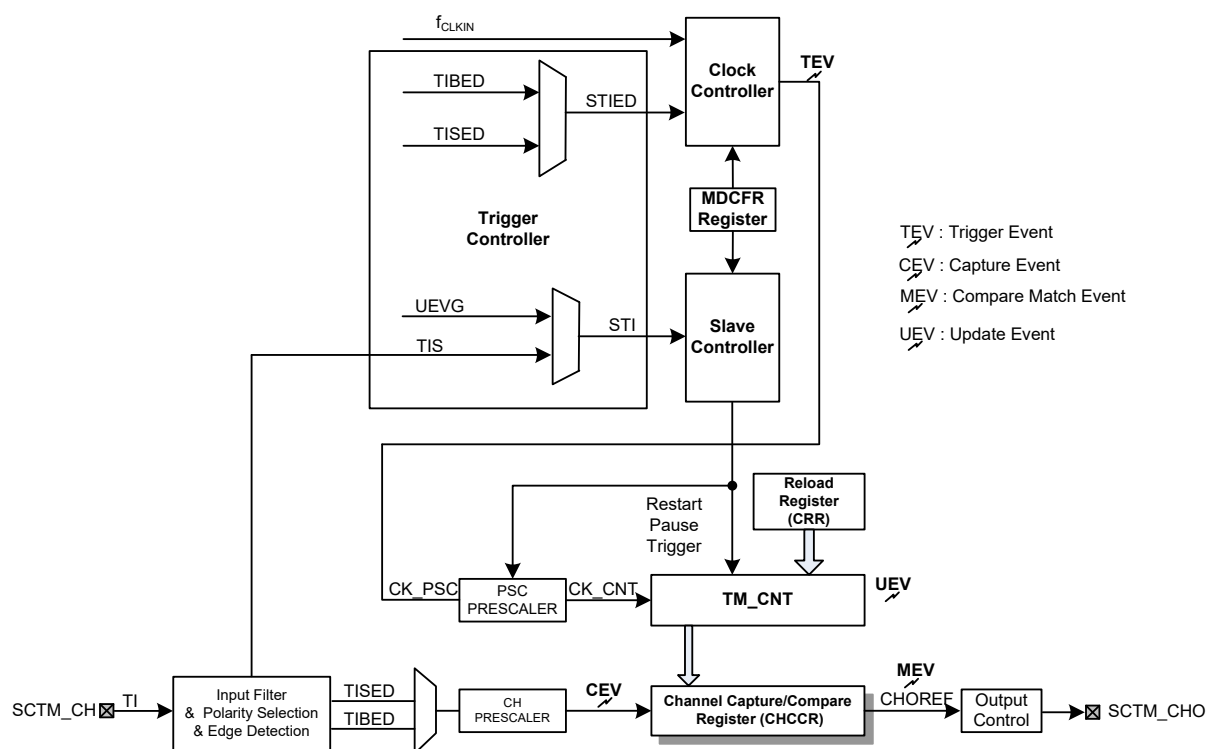 fCLKIN
Clock
Controller
TEV
TIBED
STIED
TISED
MDCFR
Register
Trigger
Controller
TEV : Trigger Event
CEV : Capture Event
MEV : Compare Match Event
UEV : Update Event
UEVG
STI
TIS
Slave
Controller
Reload
Register
(CRR)
Restart
Pause
Trigger
CK_PSC
PSC
PRESCALER
CK_CNT
TM_CNT
UEV
SCTM_CH
TI
Input Filter
& Polarity Selection
& Edge Detection
TISED
TIBED
CH
PRESCALER
CEV
Channel Capture/Compare
Register (CHCCR)
MEV
CHOREF
Output
Control
SCTM_CHO